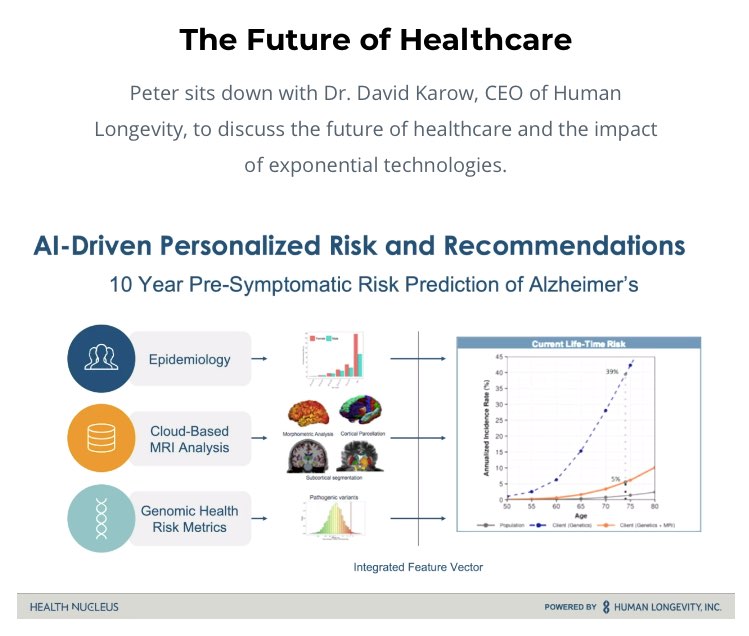 The Future of Healthcare
Peter sits down with Dr. David Karow, CEO of Human
Longevity, to discuss the future of healthcare and the impact
of exponential technologies.
AI-Driven Personalized Risk and Recommendations
10 Year Pre-Symptomatic Risk Prediction of Alzheimer's
Epidemiology
Cloud-Based
MRI Analysis
Genomic Health
Risk Metrics
Female Male
Morphometric Analysis Cortical Parcellation
Subcortical segmentation
Pathogenic variants
Integrated Feature Vector
Current Life-Time Risk
Annualized Incidence Rate (%)
45
40
35
30
25
20
15
10
5
0
39%
5%
50 55 60 65 70 75 80
Age
Population Client (Genetics) Client (Genetics + MRI)
HEALTH NUCLEUS
POWERED BY HUMAN LONGEVITY, INC.